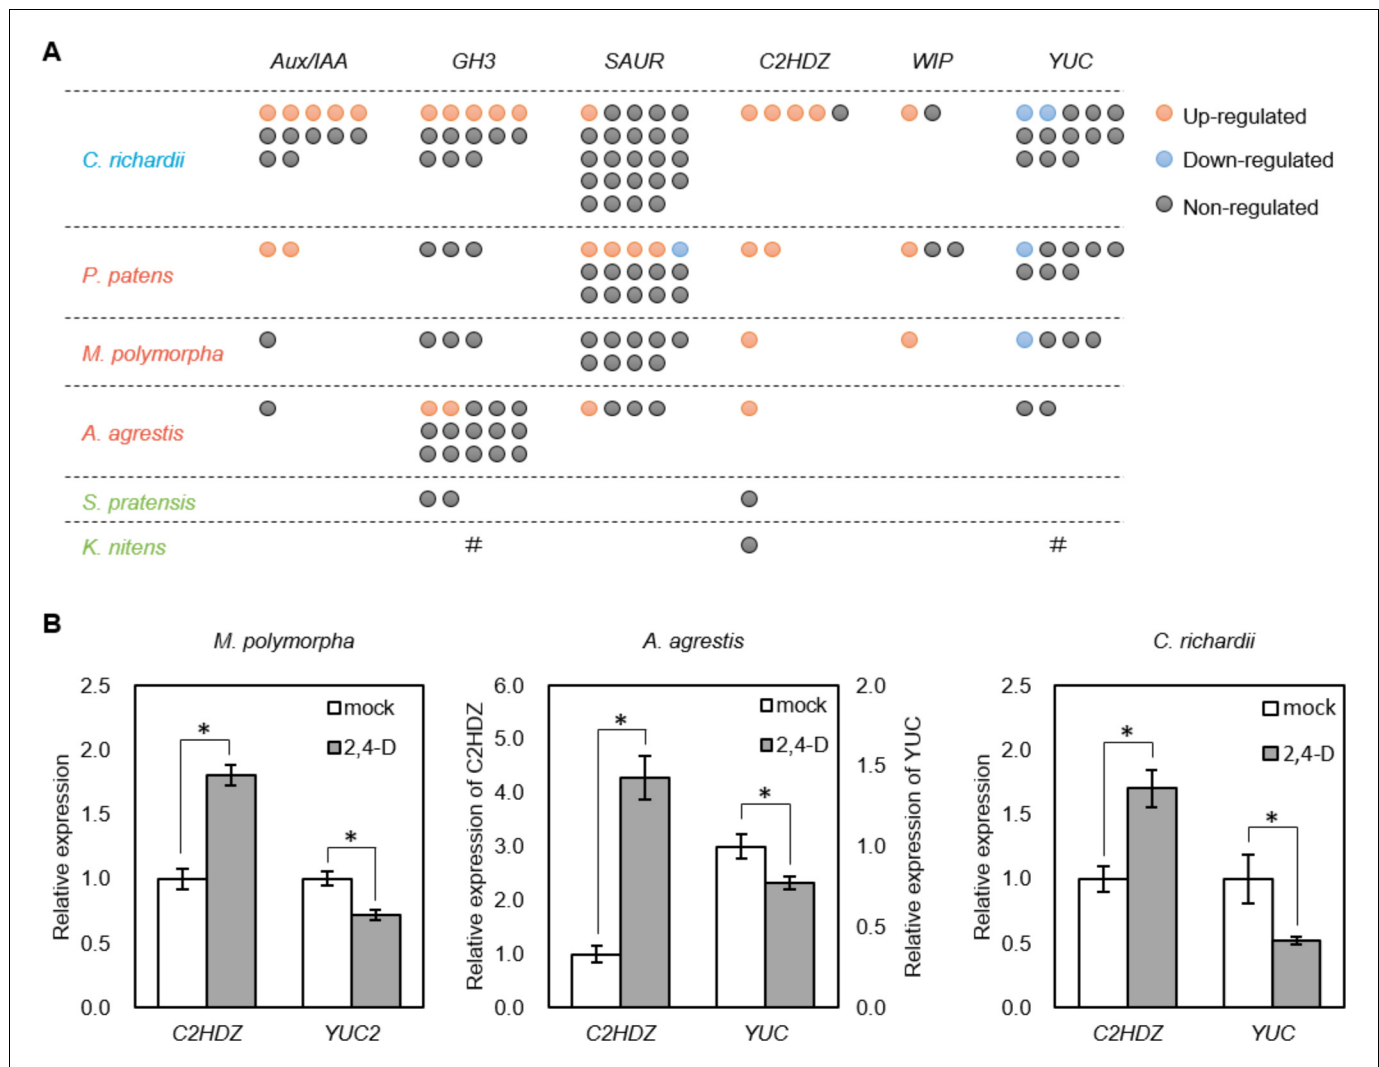 A
Aux/IAA GH3 SAUR C2HDZ WIP YUC
C. richardii
Up-regulated
Down-regulated
Non-regulated
P. patens
M. polymorpha
A. agrestis
S. pratensis
K. nitens # #
B
M. polymorpha
Relative expression
2.5
2.0
1.5
1.0
0.5
0.0
mock
2,4-D
*
*
C2HDZ YUC2
A. agrestis
Relative expression of C2HDZ
6.0
5.0
4.0
3.0
2.0
1.0
0.0
mock
2,4-D
*
*
C2HDZ YUC
2.0
1.5
1.0
0.5
0.0
Relative expression of YUC
C. richardii
Relative expression
2.5
2.0
1.5
1.0
0.5
0.0
mock
2,4-D
*
*
C2HDZ YUC